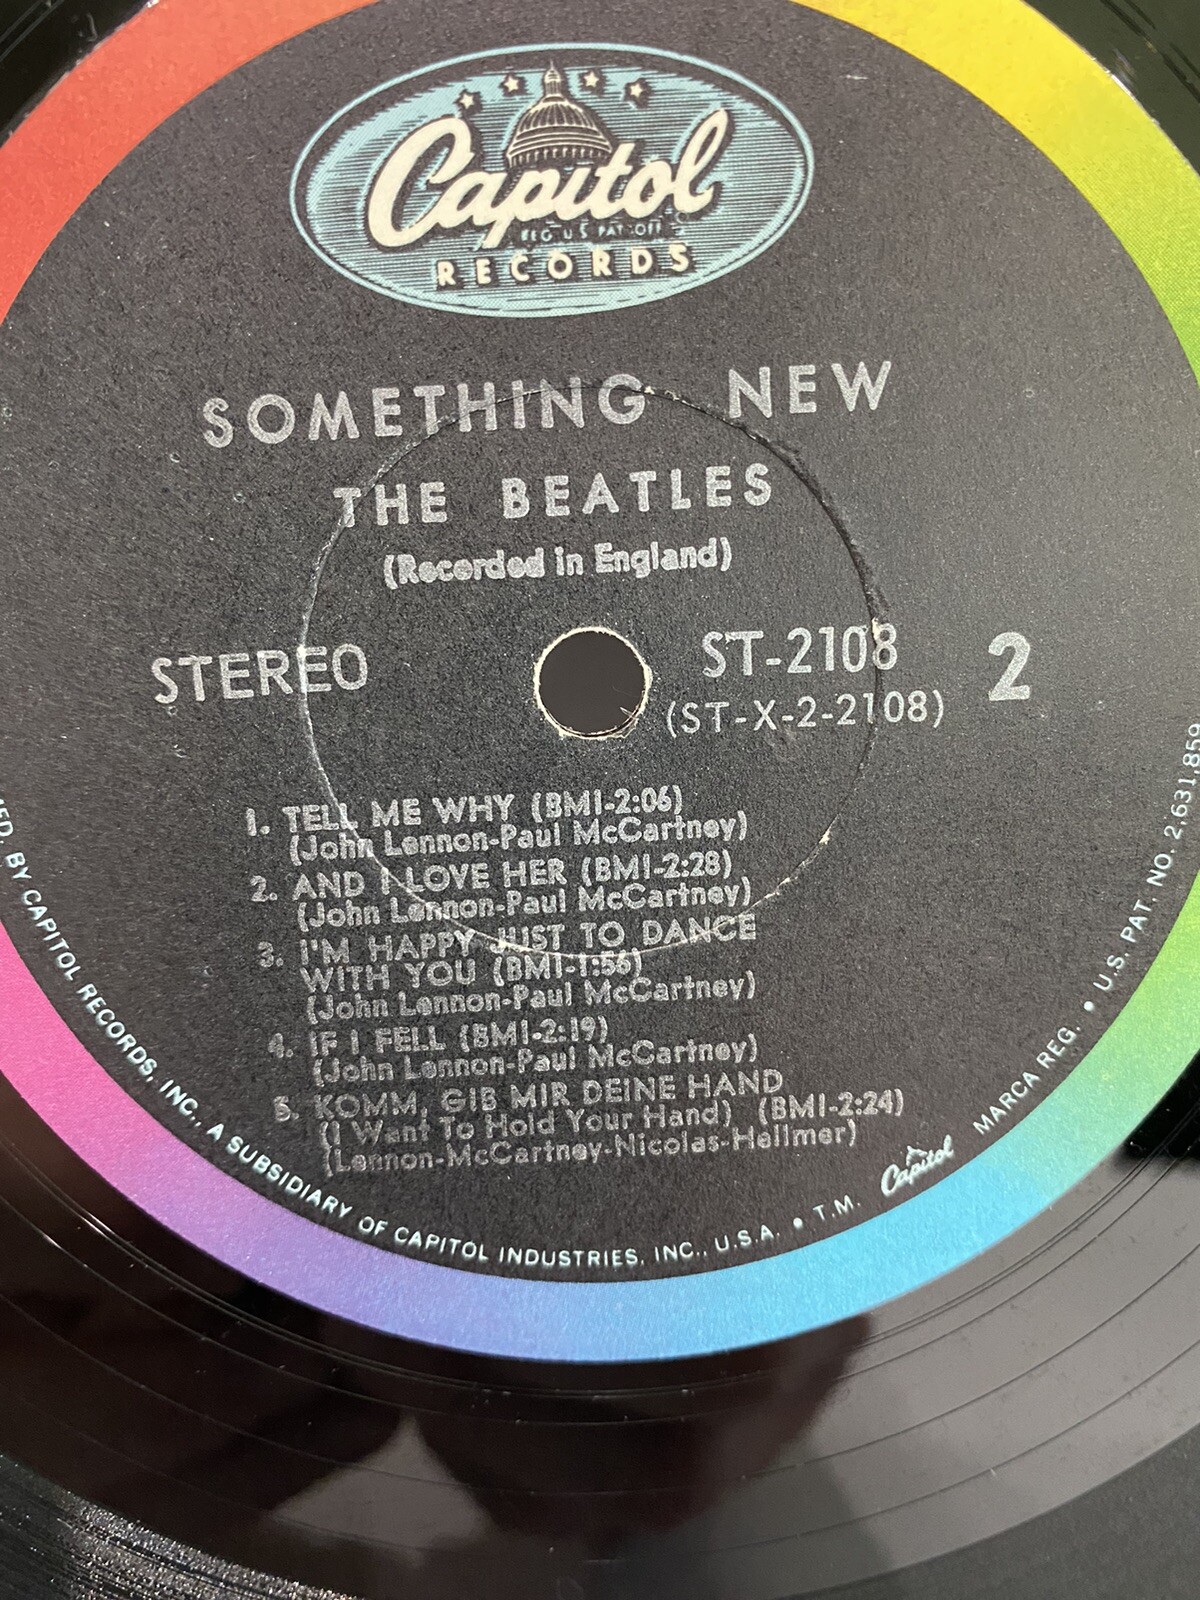 Capitol
REG. U.S. PAT. OFF.
RECORDS
SOMETHING NEW
THE BEATLES
(Recorded in England)
STEREO
ST-2108
2
(ST-X-2-2108)
1. TELL ME WHY (BMI-2:06)
(John Lennon-Paul McCartney)
2. AND I LOVE HER (BMI-2:28)
(John Lennon-Paul McCartney)
3. I'M HAPPY JUST TO DANCE
WITH YOU (BMI-1:56)
(John Lennon-Paul McCartney)
4. IF I FELL (BMI-2:19)
(John Lennon-Paul McCartney)
5. KOMM, GIB MIR DEINE HAND
(I Want To Hold Your Hand) (BMI-2:24)
(Lennon-McCartney-Nicolas-Hellmer)
BY CAPITOL RECORDS, INC., A SUBSIDIARY OF CAPITOL INDUSTRIES, INC., U.S.A. • T.M. Capitol MARCA REG. • U.S. PAT. NO. 2,631,859